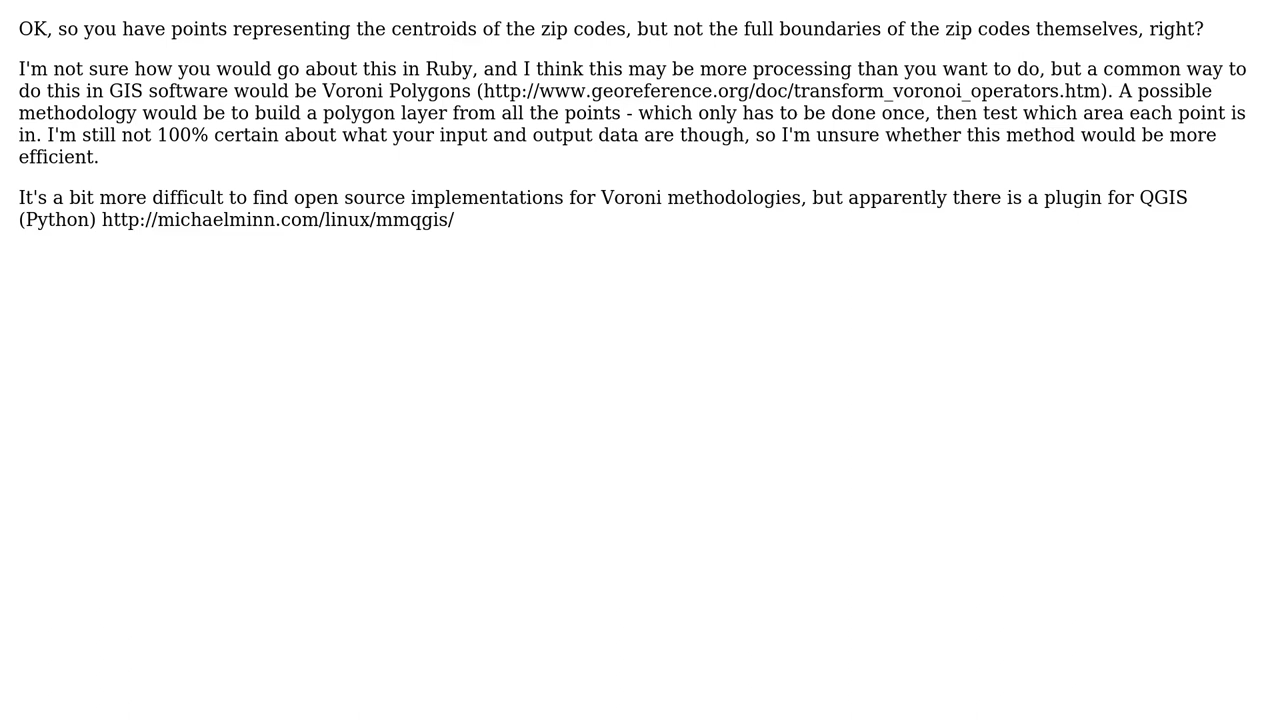 OK, so you have points representing the centroids of the zip codes, but not the full boundaries of the zip codes themselves, right?
I'm not sure how you would go about this in Ruby, and I think this may be more processing than you want to do, but a common way to
do this in GIS software would be Voroni Polygons (http://www.georeference.org/doc/transform_voronoi_operators.htm). A possible
methodology would be to build a polygon layer from all the points - which only has to be done once, then test which area each point is
in. I'm still not 100% certain about what your input and output data are though, so I'm unsure whether this method would be more
efficient.
It's a bit more difficult to find open source implementations for Voroni methodologies, but apparently there is a plugin for QGIS
(Python) http://michaelminn.com/linux/mmqgis/